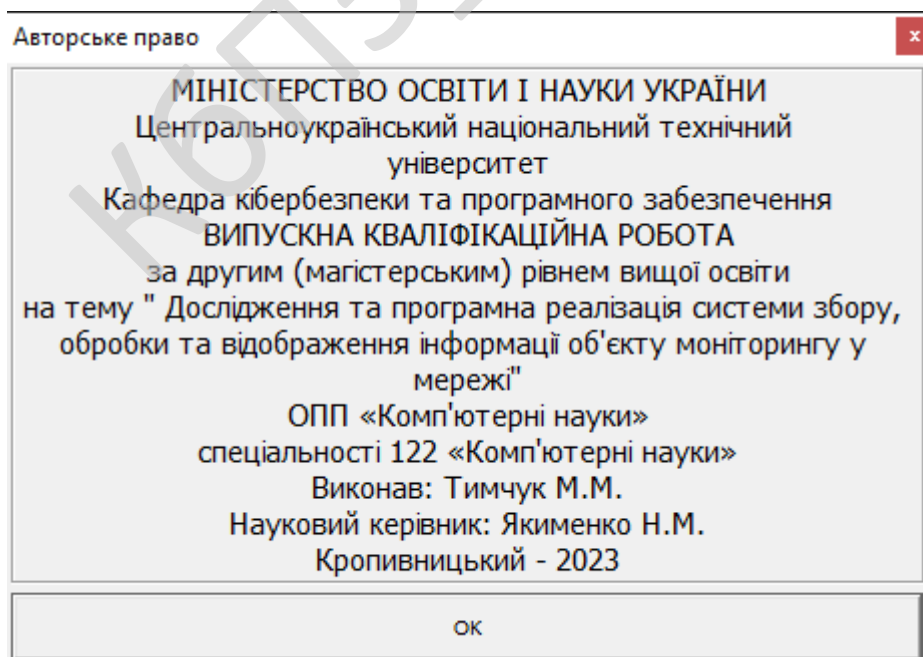 Авторське право
x
МІНІСТЕРСТВО ОСВІТИ І НАУКИ УКРАЇНИ
Центральноукраїнський національний технічний
університет
Кафедра кібербезпеки та програмного забезпечення
ВИПУСКНА КВАЛІФІКАЦІЙНА РОБОТА
за другим (магістерським) рівнем вищої освіти
на тему " Дослідження та програмна реалізація системи збору,
обробки та відображення інформації об'єкту моніторингу у
мережі"
ОПП «Комп'ютерні науки»
спеціальності 122 «Комп'ютерні науки»
Виконав: Тимчук М.М.
Науковий керівник: Якименко Н.М.
Кропивницький - 2023
ОК